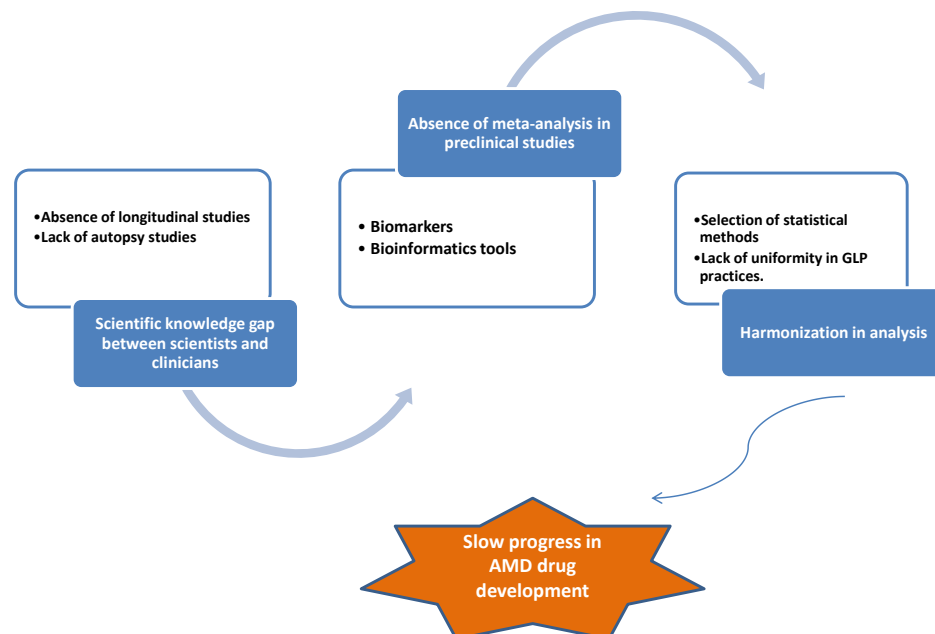 •Absence of longitudinal studies
•Lack of autopsy studies
Scientific knowledge gap
between scientists and
clinicians
Absence of meta-analysis in
preclinical studies
• Biomarkers
• Bioinformatics tools
•Selection of statistical
methods
•Lack of uniformity in GLP
practices.
Harmonization in analysis
Slow progress in
AMD drug
development